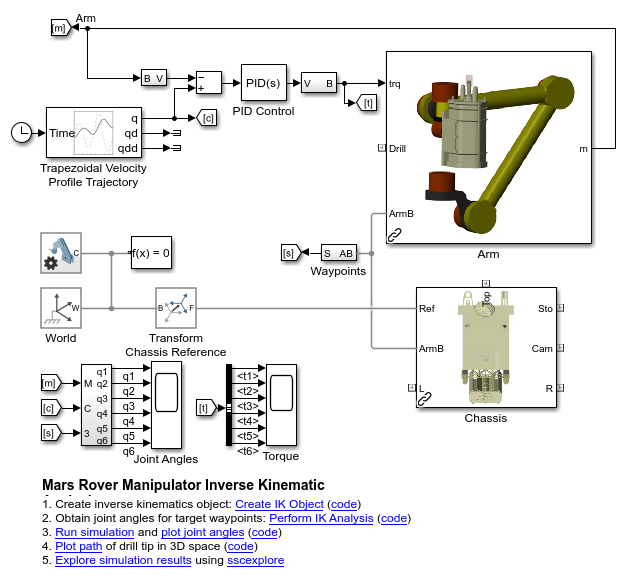 Arm
[m]
B V
−
+
PID(s)
PID Control
V B
[t]
trq
Drill
ArmB
m
Arm
Time
q
qd
qdd
[c]
Trapezoidal Velocity
Profile Trajectory
C
f(x) = 0
[s]
S AB
Waypoints
W
World
B F
Transform
Chassis Reference
Top
Ref
ArmB
L
Sto
Cam
R
Chassis
[m]
[c]
[s]
M
C
3
q1
q2
q3
q4
q5
q6
q1
q2
q3
q4
q5
q6
Joint Angles
[t]
<t1>
<t2>
<t3>
<t4>
<t5>
<t6>
Torque
Mars Rover Manipulator Inverse Kinematic
1. Create inverse kinematics object: Create IK Object (code)
2. Obtain joint angles for target waypoints: Perform IK Analysis (code)
3. Run simulation and plot joint angles (code)
4. Plot path of drill tip in 3D space (code)
5. Explore simulation results using sscexplore